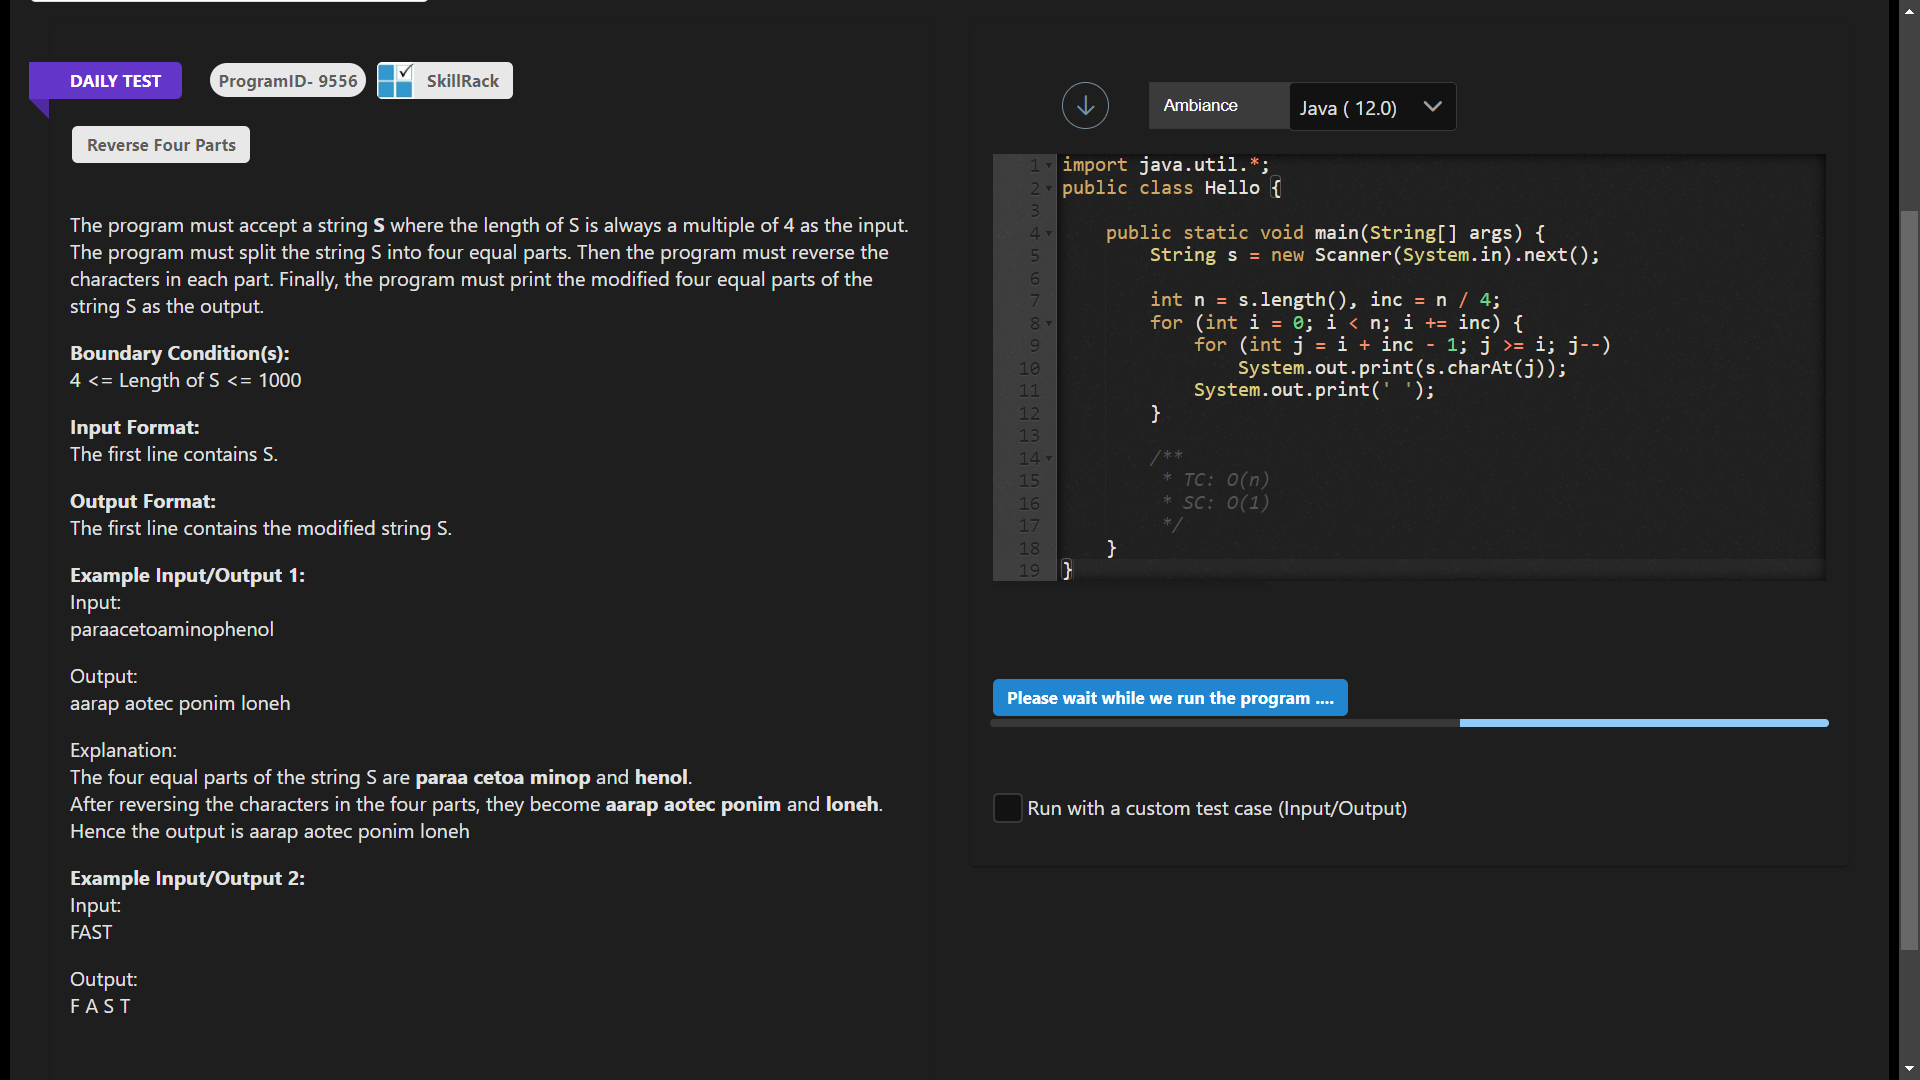 DAILY TEST
ProgramID- 9556
SkillRack
Reverse Four Parts
The program must accept a string S where the length of S is always a multiple of 4 as the input.
The program must split the string S into four equal parts. Then the program must reverse the
characters in each part. Finally, the program must print the modified four equal parts of the
string S as the output.
Boundary Condition(s):
4 <= Length of S <= 1000
Input Format:
The first line contains S.
Output Format:
The first line contains the modified string S.
Example Input/Output 1:
Input:
paraacetoaminophenol
Output:
aarap aotec ponim loneh
Explanation:
The four equal parts of the string S are paraa cetoa minop and henol.
After reversing the characters in the four parts, they become aarap aotec ponim and loneh.
Hence the output is aarap aotec ponim loneh
Example Input/Output 2:
Input:
FAST
Output:
F A S T
Ambiance
Java ( 12.0)
1 import java.util.*;
2 public class Hello {
3
4     public static void main(String[] args) {
5         String s = new Scanner(System.in).next();
6
7         int n = s.length(), inc = n / 4;
8         for (int i = 0; i < n; i += inc) {
9             for (int j = i + inc - 1; j >= i; j--)
10                 System.out.print(s.charAt(j));
11             System.out.print(' ');
12         }
13
14         /**
15          * TC: O(n)
16          * SC: O(1)
17          */
18     }
19 }
Please wait while we run the program ....
Run with a custom test case (Input/Output)